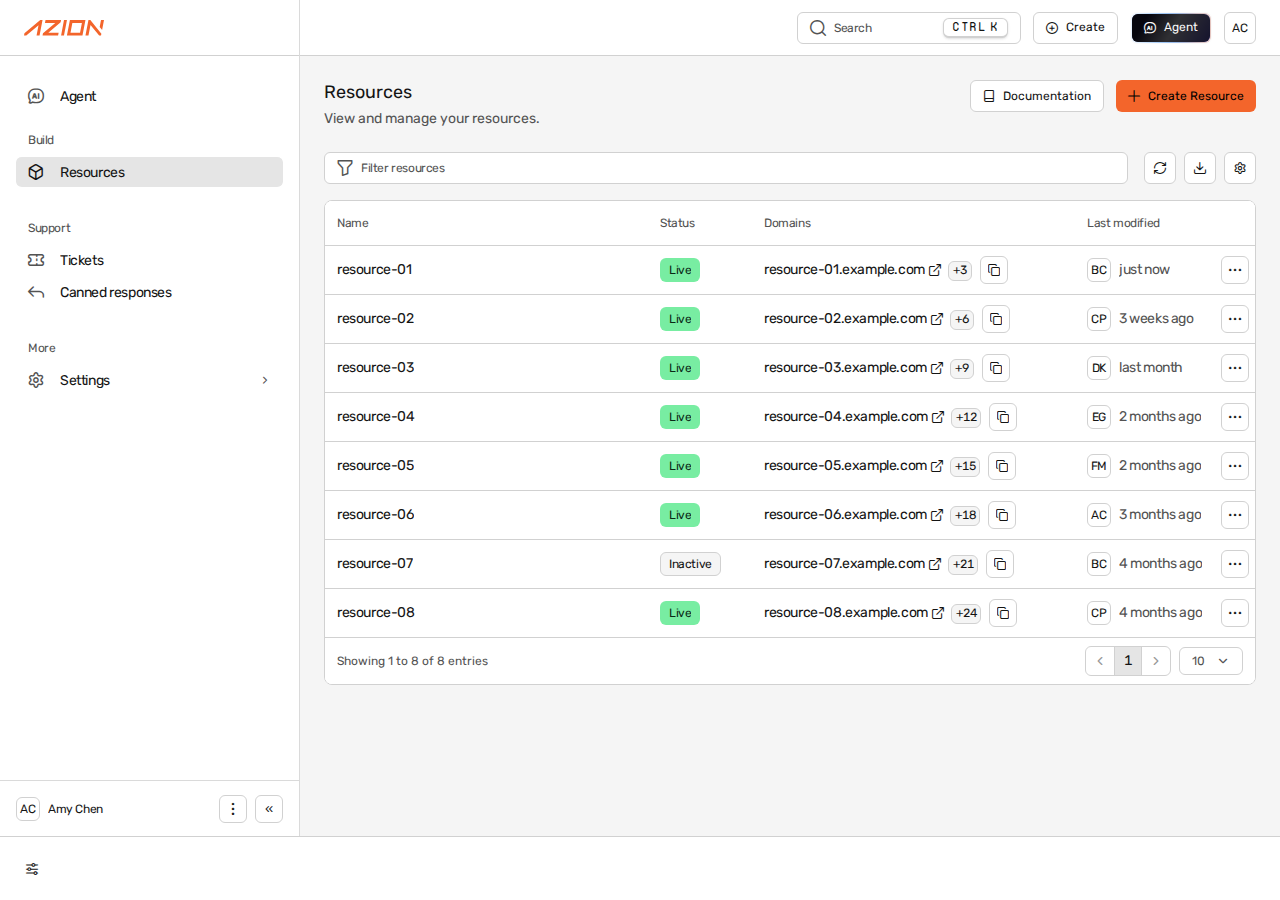 AZION
Search CTRL K Create Agent AC
Agent
Build
Resources
Support
Tickets
Canned responses
More
Settings
Resources
View and manage your resources.
Documentation Create Resource
Filter resources
Name Status Domains Last modified
resource-01 Live resource-01.example.com +3 BC just now
resource-02 Live resource-02.example.com +6 CP 3 weeks ago
resource-03 Live resource-03.example.com +9 DK last month
resource-04 Live resource-04.example.com +12 EG 2 months ago
resource-05 Live resource-05.example.com +15 FM 2 months ago
resource-06 Live resource-06.example.com +18 AC 3 months ago
resource-07 Inactive resource-07.example.com +21 BC 4 months ago
resource-08 Live resource-08.example.com +24 CP 4 months ago
Showing 1 to 8 of 8 entries 1 10
AC Amy Chen